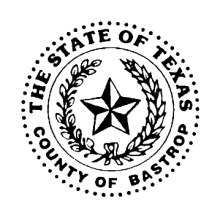 THE STATE OF TEXAS
COUNTY OF BASTROP